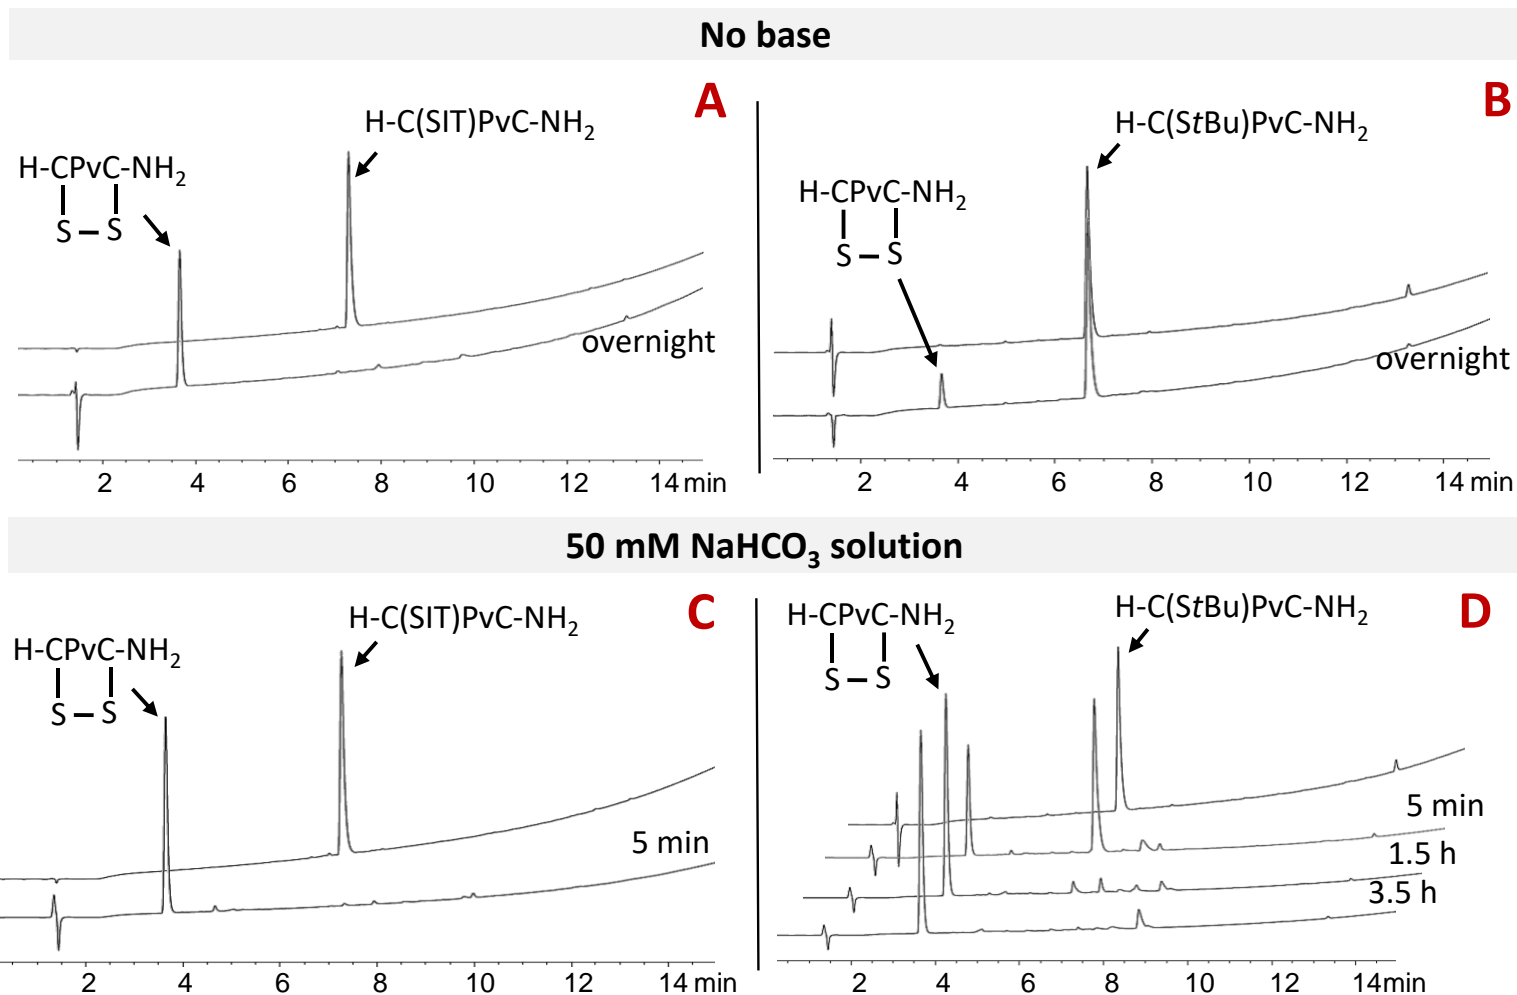 No base
A
H-C(SIT)PvC-NH2
H-CPvC-NH2
S – S
overnight
2 4 6 8 10 12 14 min
B
H-C(StBu)PvC-NH2
H-CPvC-NH2
S – S
overnight
2 4 6 8 10 12 14 min
50 mM NaHCO3 solution
C
H-C(SIT)PvC-NH2
H-CPvC-NH2
S – S
5 min
2 4 6 8 10 12 14 min
D
H-CPvC-NH2
S – S
H-C(StBu)PvC-NH2
5 min
1.5 h
3.5 h
2 4 6 8 10 12 14 min